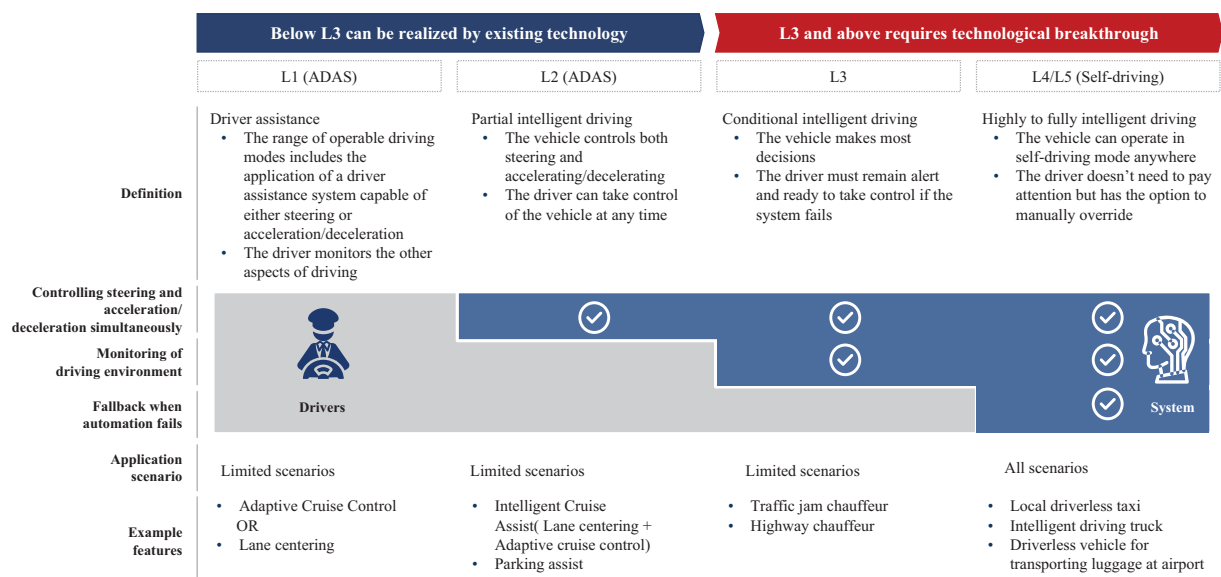 Below L3 can be realized by existing technology
L3 and above requires technological breakthrough
L1 (ADAS)
L2 (ADAS)
L3
L4/L5 (Self-driving)
Definition
Driver assistance
• The range of operable driving
modes includes the
application of a driver
assistance system capable of
either steering or
acceleration/deceleration
• The driver monitors the other
aspects of driving
Partial intelligent driving
• The vehicle controls both
steering and
accelerating/decelerating
• The driver can take control
of the vehicle at any time
Conditional intelligent driving
• The vehicle makes most
decisions
• The driver must remain alert
and ready to take control if the
system fails
Highly to fully intelligent driving
• The vehicle can operate in
self-driving mode anywhere
• The driver doesn't need to pay
attention but has the option to
manually override
Controlling steering and
acceleration/
deceleration simultaneously
Monitoring of
driving environment
Fallback when
automation fails
Drivers
System
Application
scenario
Limited scenarios
Limited scenarios
Limited scenarios
All scenarios
Example
features
• Adaptive Cruise Control
OR
• Lane centering
• Intelligent Cruise
Assist( Lane centering +
Adaptive cruise control)
• Parking assist
• Traffic jam chauffeur
• Highway chauffeur
• Local driverless taxi
• Intelligent driving truck
• Driverless vehicle for
transporting luggage at airport